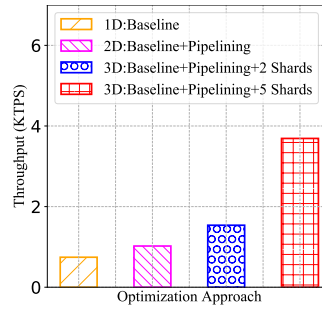 6
4
2
0
Throughput (KTPS)
1D:Baseline
2D:Baseline+Pipelining
3D:Baseline+Pipelining+2 Shards
3D:Baseline+Pipelining+5 Shards
Optimization Approach